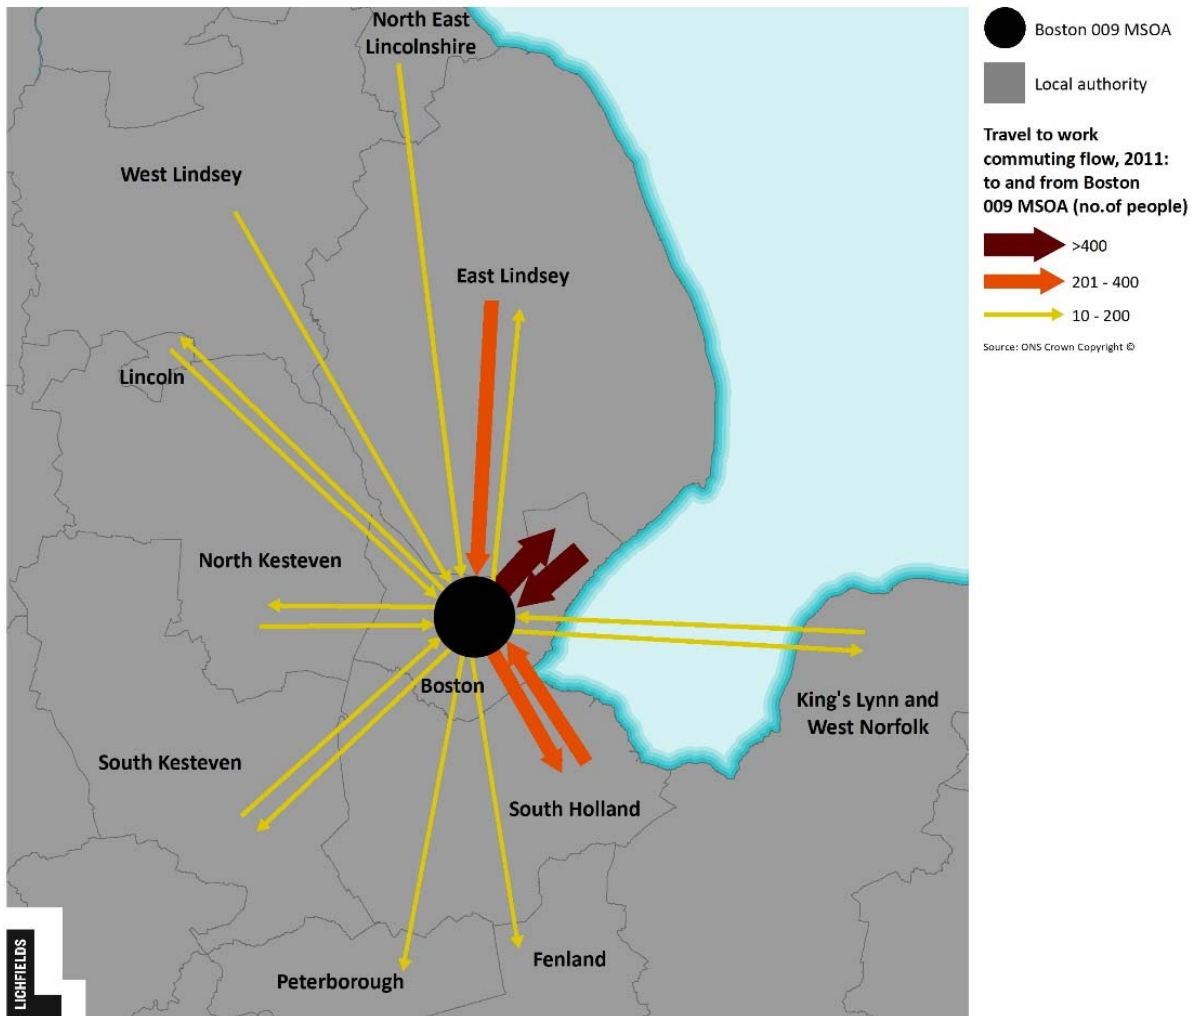 North East
Lincolnshire
West Lindsey
East Lindsey
Lincoln
North Kesteven
Boston
King's Lynn and
West Norfolk
South Kesteven
South Holland
Fenland
Peterborough
LICHFIELDS
Boston 009 MSOA
Local authority
Travel to work
commuting flow, 2011:
to and from Boston
009 MSOA (no.of people)
>400
201 - 400
10 - 200
Source: ONS Crown Copyright ©